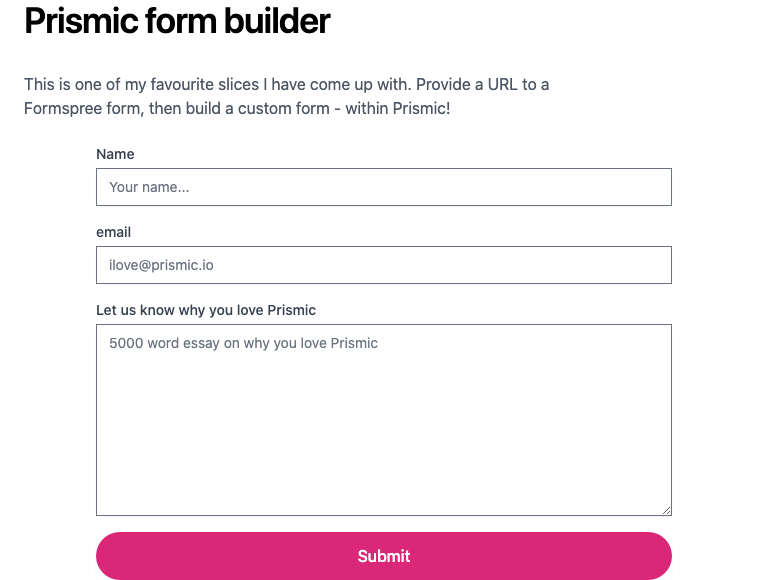 Prismic form builder
This is one of my favourite slices I have come up with. Provide a URL to a
Formspree form, then build a custom form - within Prismic!
Name
Your name...
email
ilove@prismic.io
Let us know why you love Prismic
5000 word essay on why you love Prismic
Submit